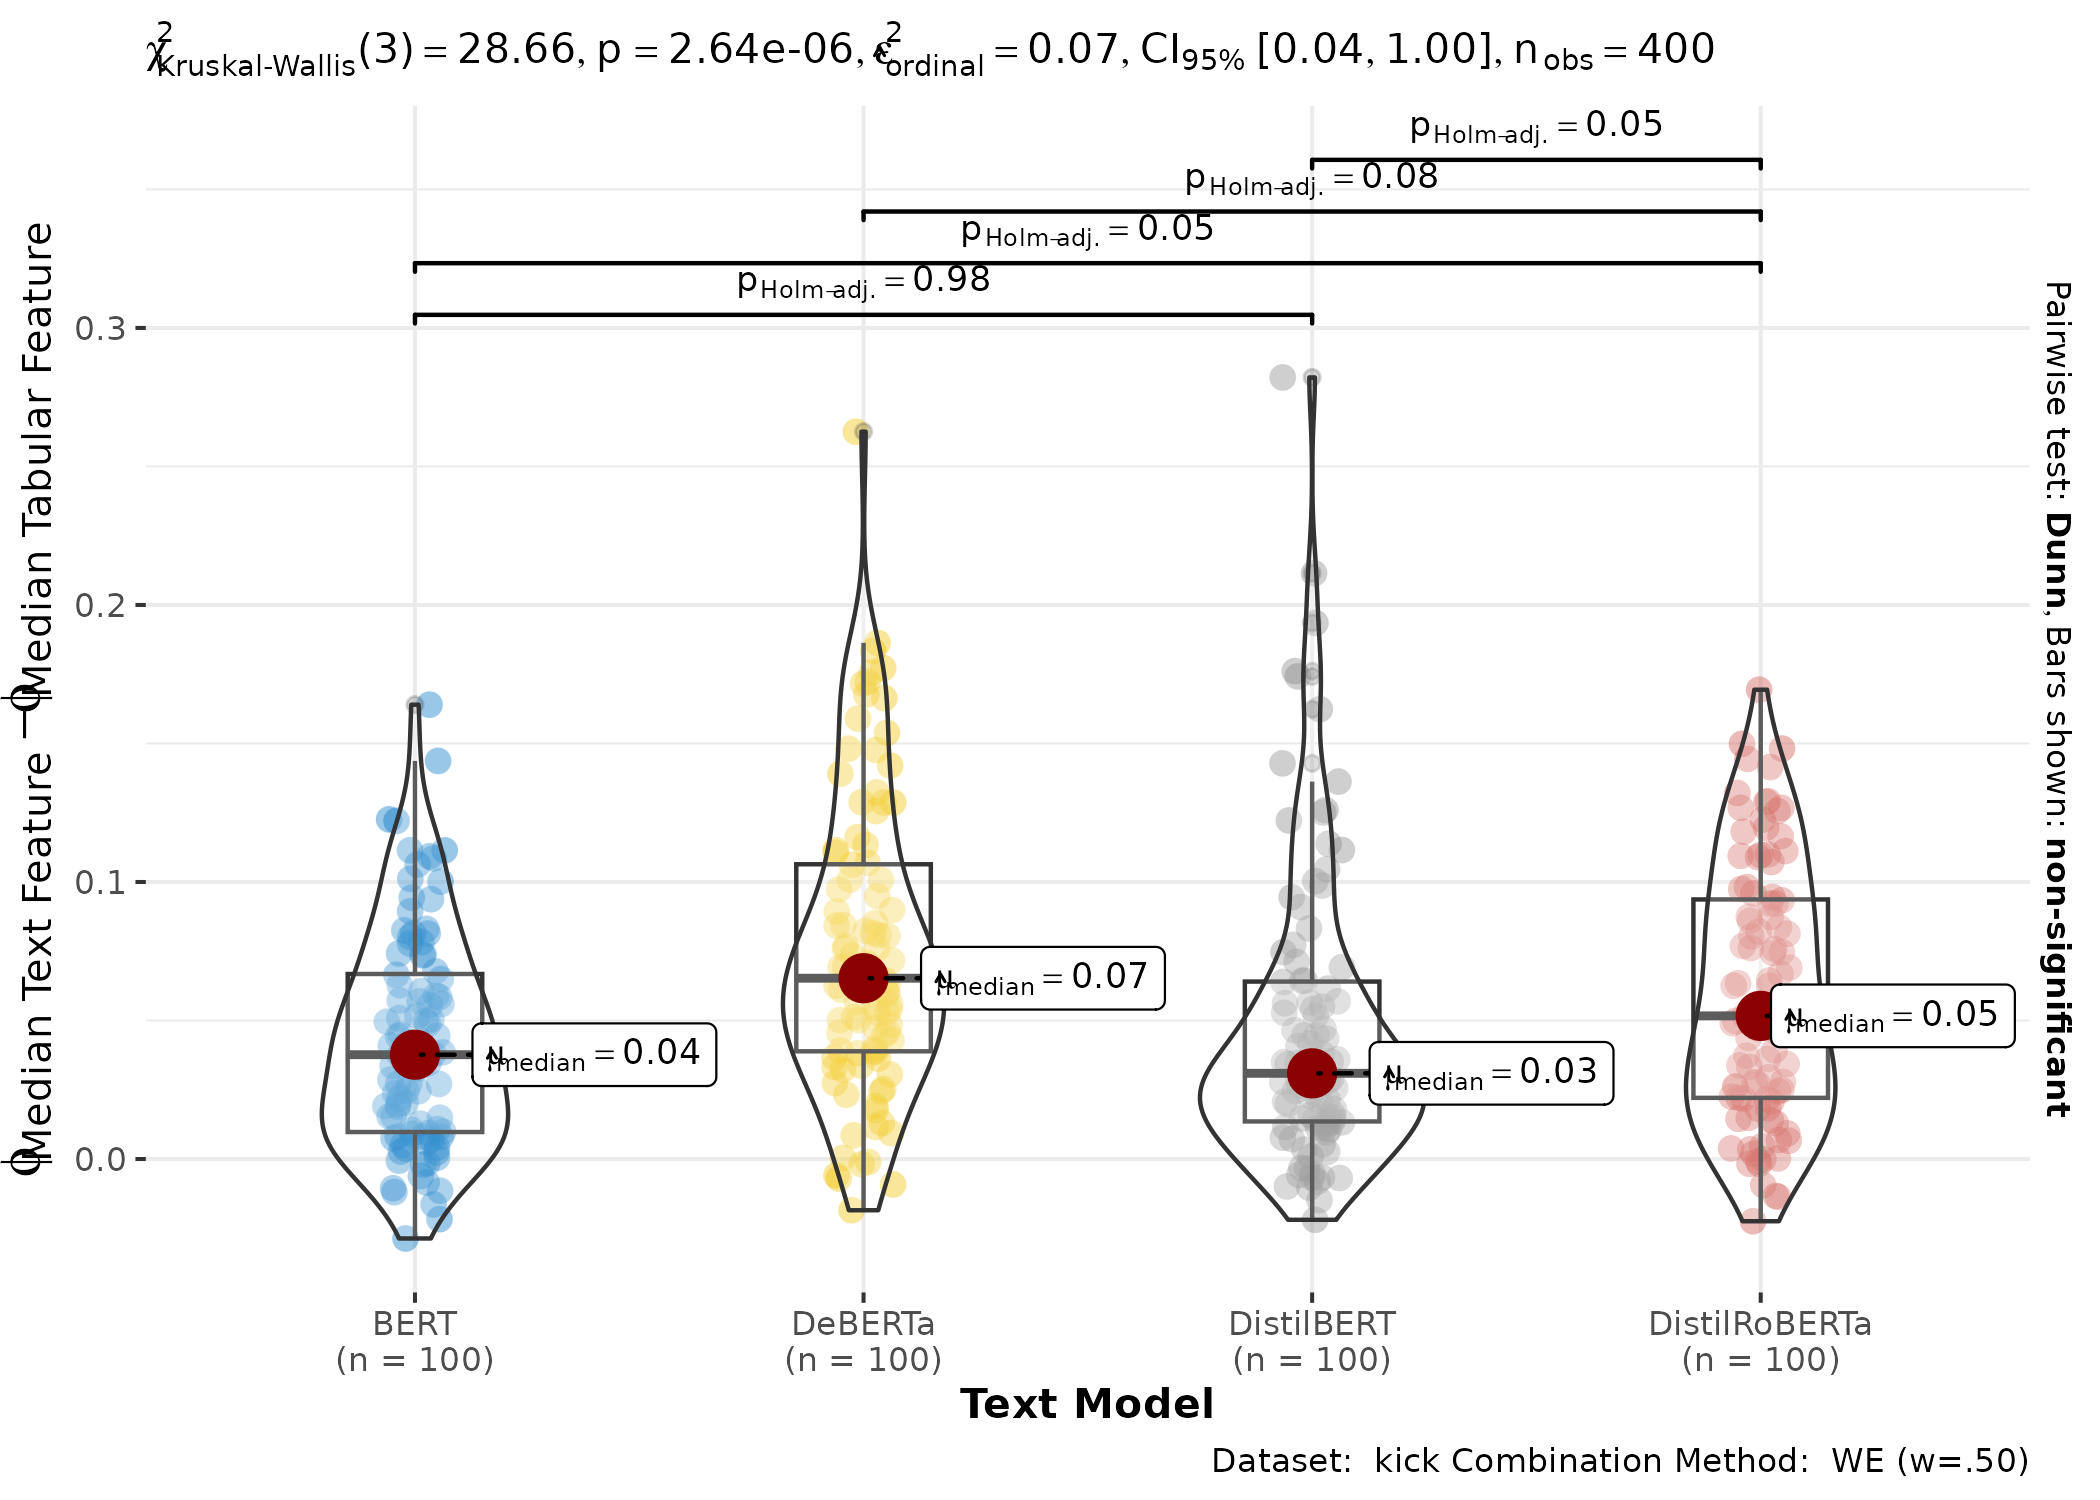 χ²Kruskal-Wallis(3) = 28.66, p = 2.64e-06, ε²ordinal = 0.07, CI95% [0.04, 1.00], nobs = 400
pHolm-adj. = 0.05
pHolm-adj. = 0.08
pHolm-adj. = 0.05
pHolm-adj. = 0.98
ϕ Median Text Feature − ϕ Median Tabular Feature
0.3
0.2
0.1
0.0
μ̂median = 0.04
μ̂median = 0.07
μ̂median = 0.03
μ̂median = 0.05
Pairwise test: Dunn, Bars shown: non-significant
BERT
(n = 100)
DeBERTa
(n = 100)
DistilBERT
(n = 100)
DistilRoBERTa
(n = 100)
Text Model
Dataset: kick Combination Method: WE (w=.50)